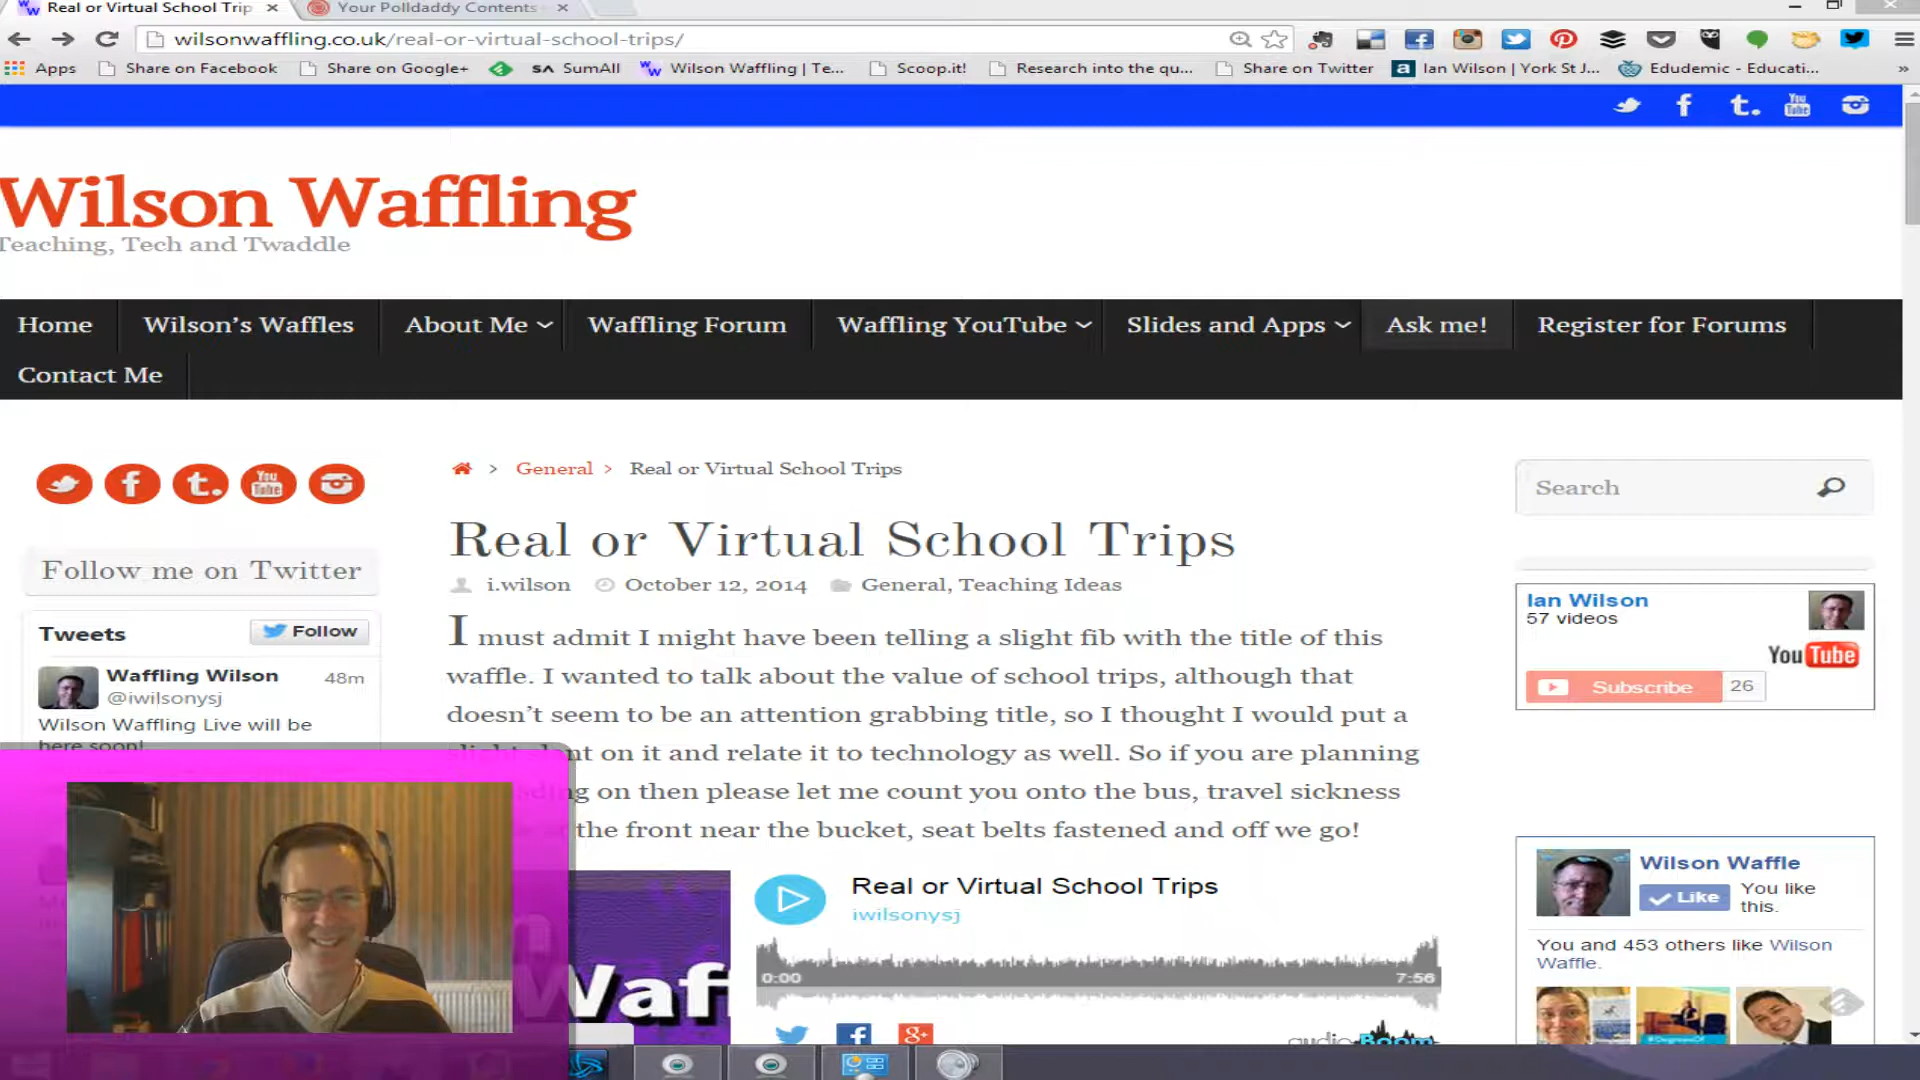 Real or Virtual School Trip
Your Polldaddy Contents
wilsonwaffling.co.uk/real-or-virtual-school-trips/
Apps Share on Facebook Share on Google+ SumAll Wilson Waffling | Te... Scoop.it! Research into the qu... Share on Twitter Ian Wilson | York St J... Edudemic - Educati... »
Wilson Waffling
Teaching, Tech and Twaddle
Home Wilson's Waffles About Me Waffling Forum Waffling YouTube Slides and Apps Ask me! Register for Forums
Contact Me
> General > Real or Virtual School Trips
Search
Real or Virtual School Trips
i.wilson October 12, 2014 General, Teaching Ideas
Follow me on Twitter
Tweets
Follow
Waffling Wilson 48m
@iwilsonysj
Wilson Waffling Live will be
here soon!
I must admit I might have been telling a slight fib with the title of this
waffle. I wanted to talk about the value of school trips, although that
doesn't seem to be an attention grabbing title, so I thought I would put a
on it and relate it to technology as well. So if you are planning
on then please let me count you onto the bus, travel sickness
the front near the bucket, seat belts fastened and off we go!
Waf
Real or Virtual School Trips
iwilsonysj
0:00 7:56
audioBoom
Ian Wilson
57 videos
YouTube
Subscribe 26
Wilson Waffle
Like
You like
this.
You and 453 others like Wilson
Waffle.